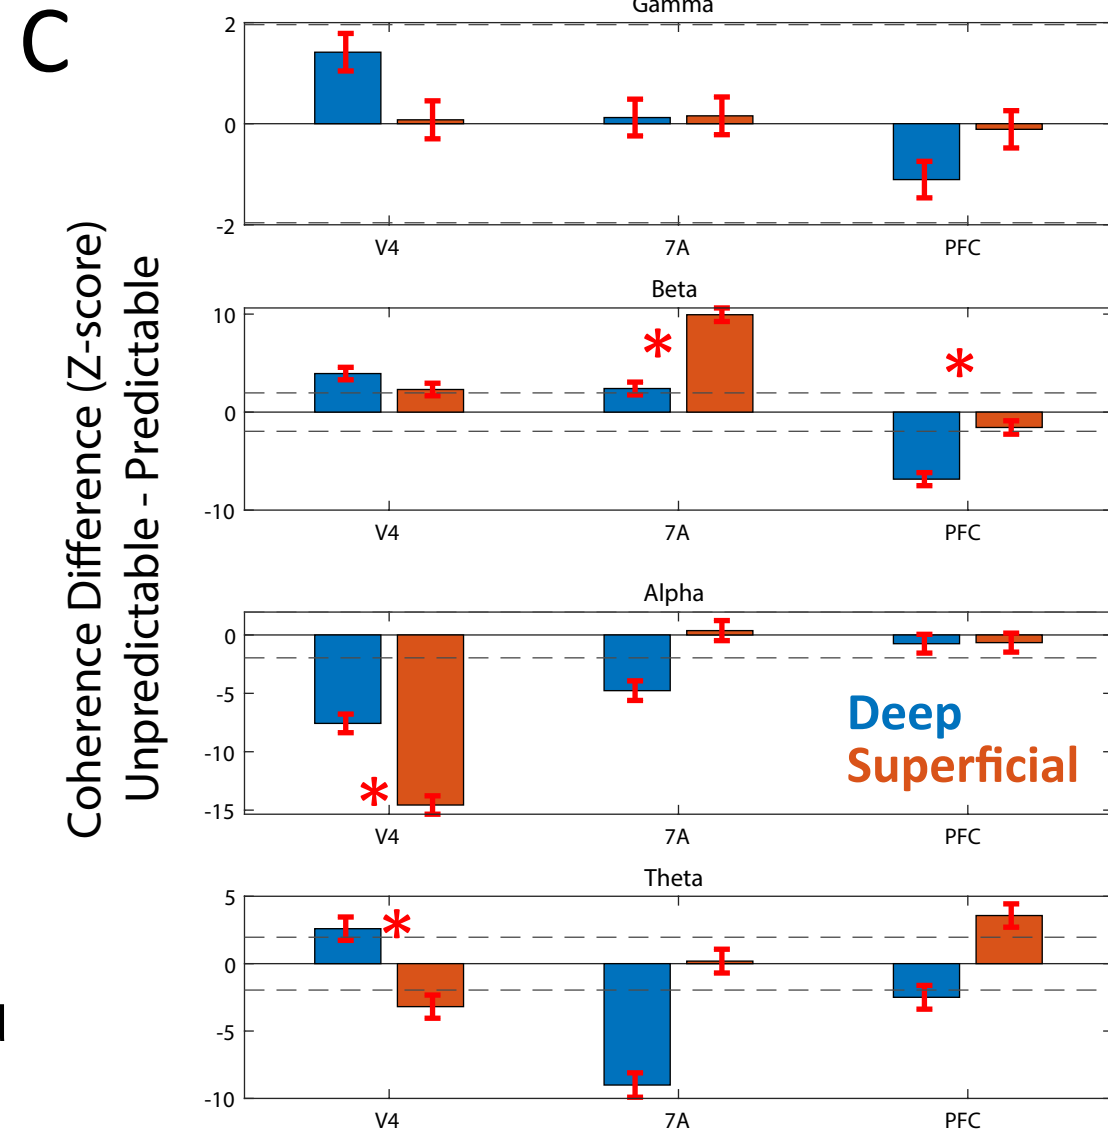 C
Gamma
2
0
-2
V4 7A PFC
Coherence Difference (Z-score)
Unpredictable - Predictable
Beta
10
*
*
0
-10
V4 7A PFC
Alpha
0
-5
Deep
Superficial
-10
*
-15
V4 7A PFC
Theta
5
*
0
-5
-10
V4 7A PFC